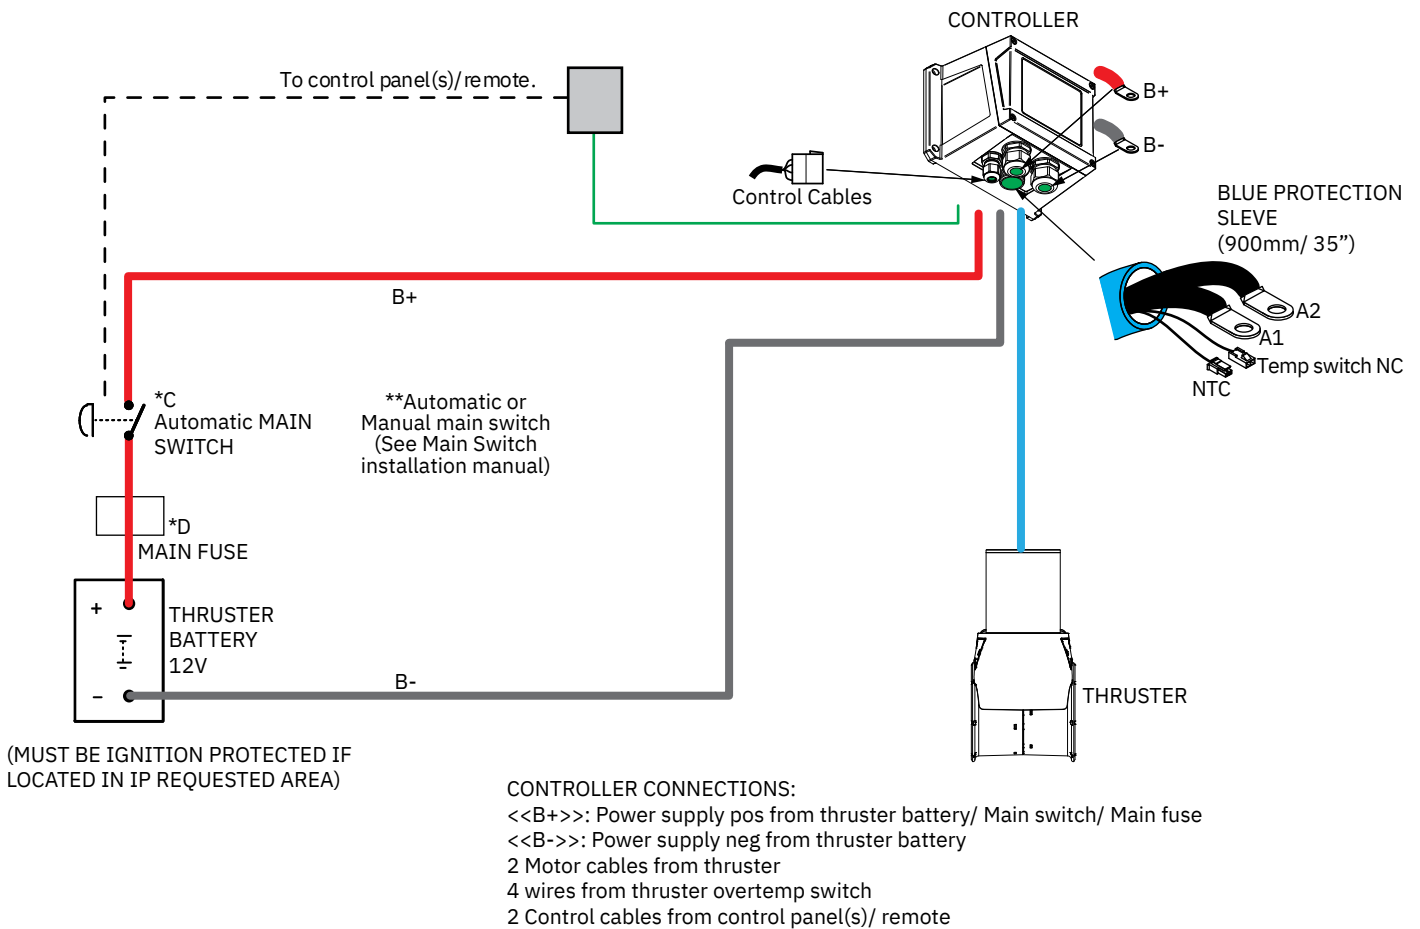 CONTROLLER
To control panel(s)/ remote.
B+
B-
Control Cables
BLUE PROTECTION
SLEVE
(900mm/ 35”)
A2
A1
Temp switch NC
NTC
B+
*C
Automatic MAIN
SWITCH
**Automatic or
Manual main switch
(See Main Switch
installation manual)
*D
MAIN FUSE
+
THRUSTER
BATTERY
12V
–
B-
THRUSTER
(MUST BE IGNITION PROTECTED IF
LOCATED IN IP REQUESTED AREA)
CONTROLLER CONNECTIONS:
<<B+>>: Power supply pos from thruster battery/ Main switch/ Main fuse
<<B->>: Power supply neg from thruster battery
2 Motor cables from thruster
4 wires from thruster overtemp switch
2 Control cables from control panel(s)/ remote